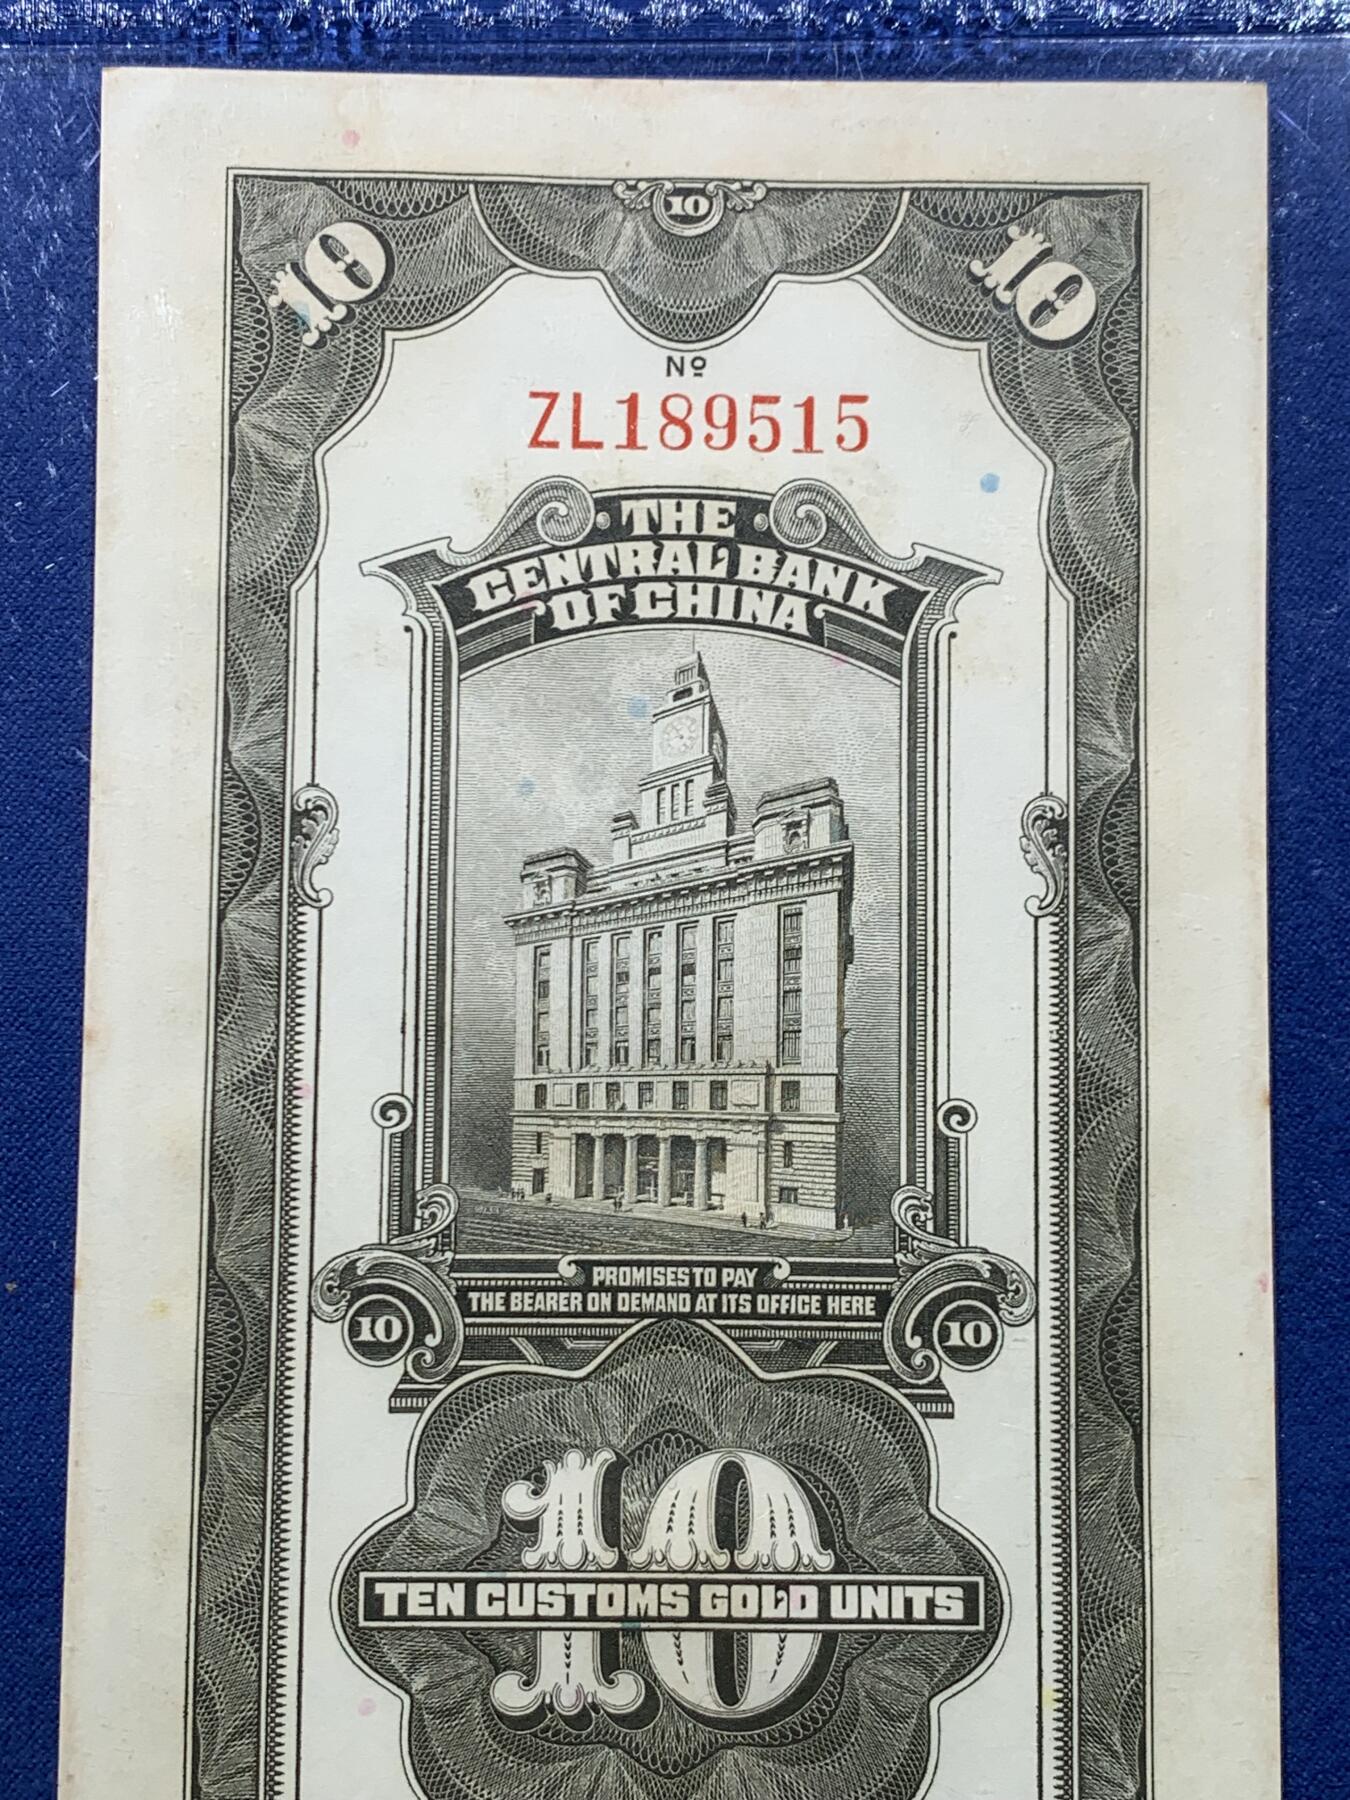 10
10 10
Nº
ZL189515
THE
CENTRAL BANK
OF CHINA
PROMISES TO PAY
THE BEARER ON DEMAND AT ITS OFFICE HERE
10 10
10
TEN CUSTOMS GOLD UNITS